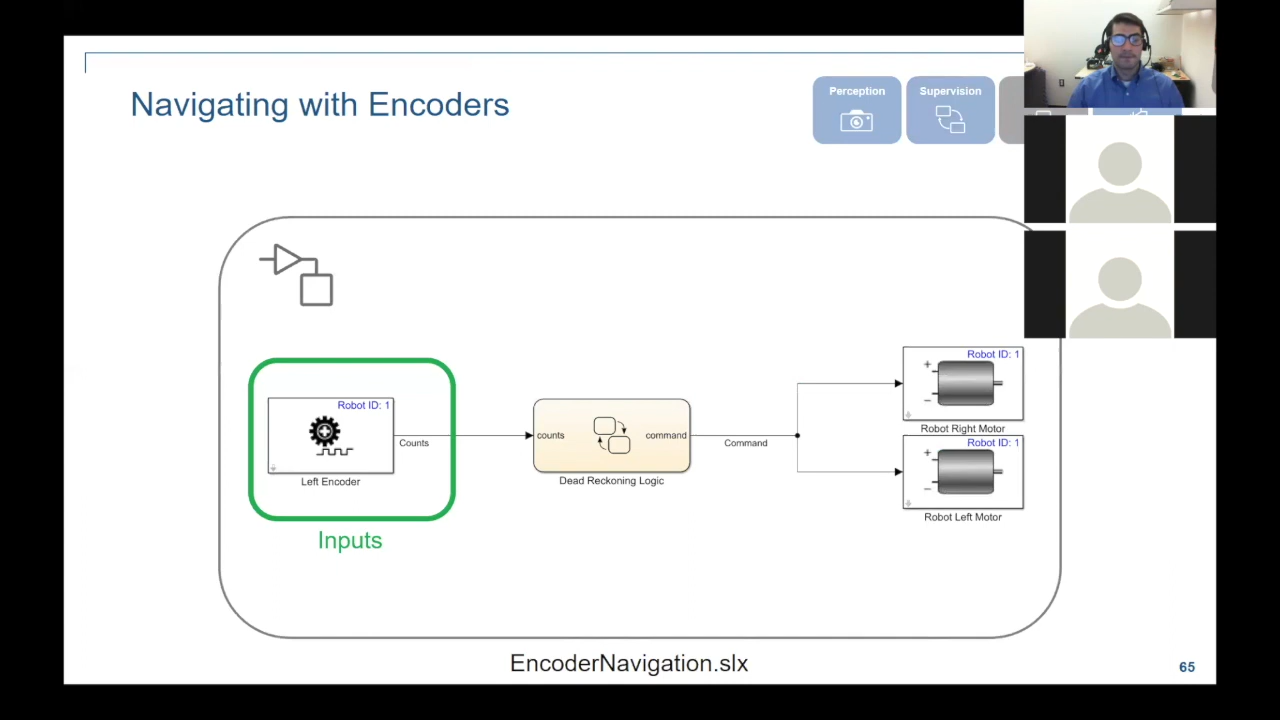 Navigating with Encoders
Perception
Supervision
Robot ID: 1
Counts
Left Encoder
Inputs
counts
command
Dead Reckoning Logic
Command
Robot ID: 1
Robot Right Motor
Robot ID: 1
Robot Left Motor
EncoderNavigation.slx
65